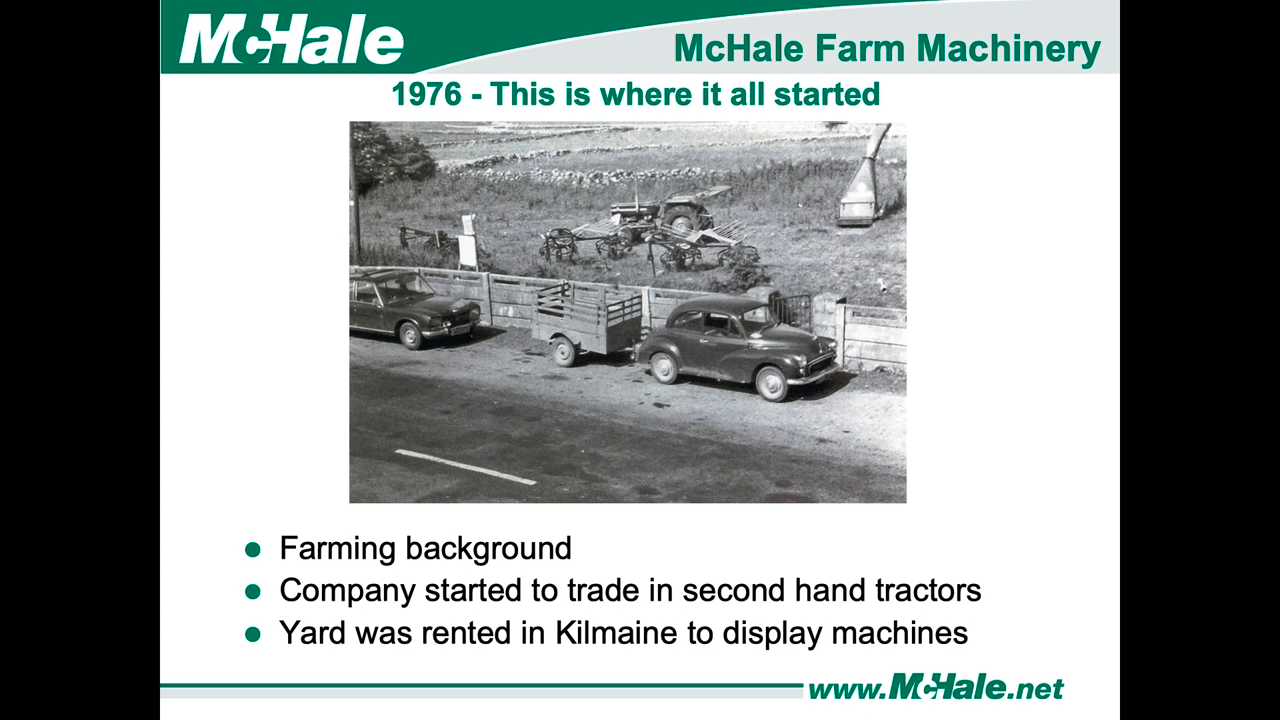 McHale
McHale Farm Machinery
1976 - This is where it all started
Farming background
Company started to trade in second hand tractors
Yard was rented in Kilmaine to display machines
www.McHale.net